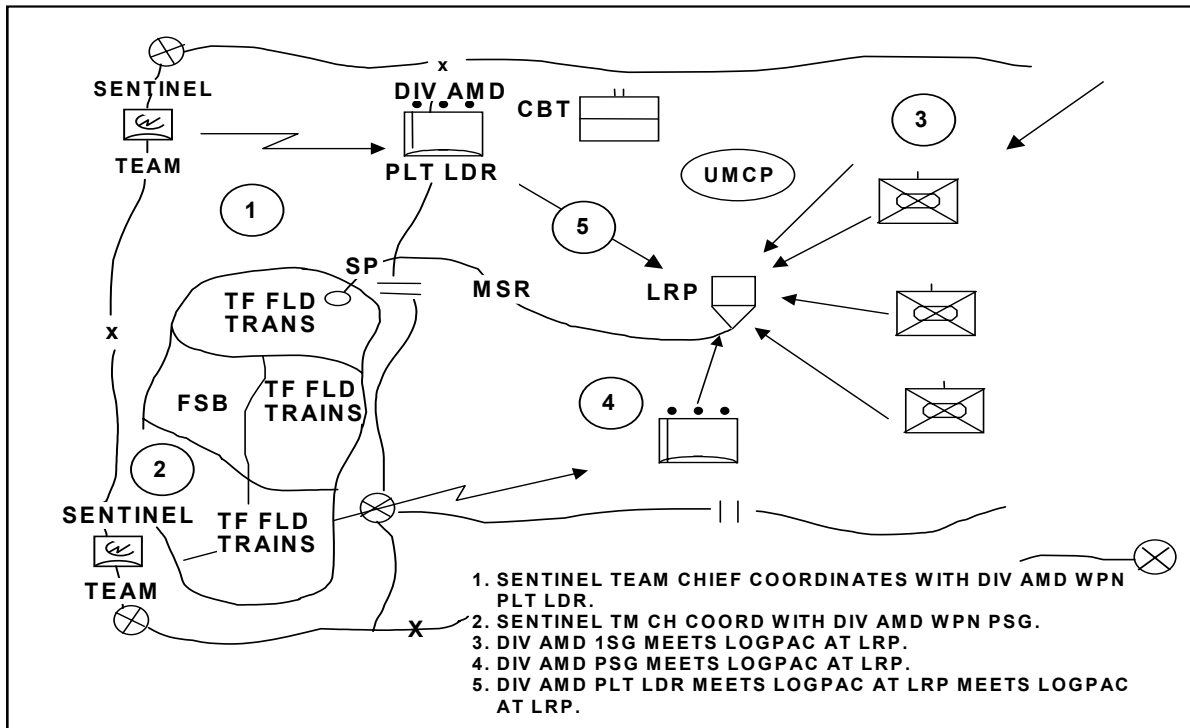 x
SENTINEL
DIV AMD
CBT
3
TEAM
PLT LDR
UMCP
1
5
SP
MSR
LRP
TF FLD
TRANS
x
FSB
TF FLD
TRAINS
4
2
SENTINEL
TF FLD
TRAINS
TEAM
X
1. SENTINEL TEAM CHIEF COORDINATES WITH DIV AMD WPN
PLT LDR.
2. SENTINEL TM CH COORD WITH DIV AMD WPN PSG.
3. DIV AMD 1SG MEETS LOGPAC AT LRP.
4. DIV AMD PSG MEETS LOGPAC AT LRP.
5. DIV AMD PLT LDR MEETS LOGPAC AT LRP MEETS LOGPAC
AT LRP.